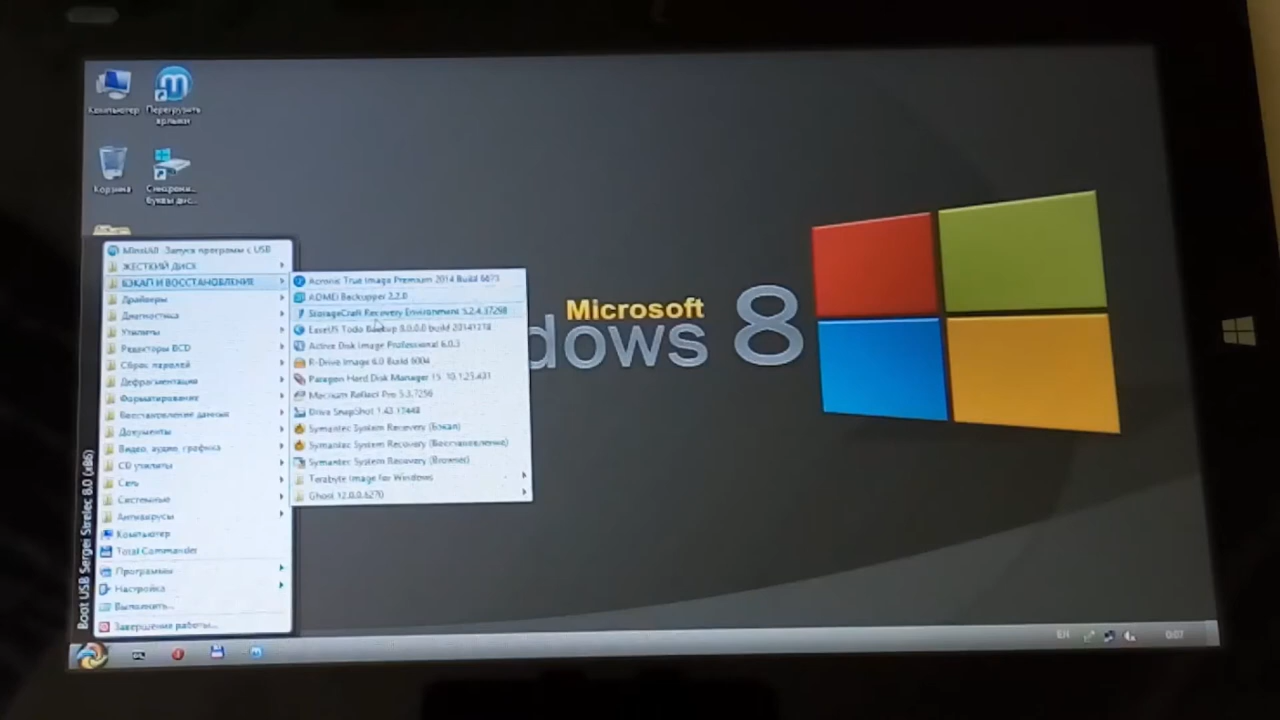 Компьютер
Перегрузить
ярлыки
Корзина
Синхрони...
буквы дис...
MInstAll -Запуск программ с USB
ЖЕСТКИЙ ДИСК
БЭКАП И ВОССТАНОВЛЕНИЕ
Драйверы
Диагностика
Утилиты
Редакторы BCD
Сброс паролей
Дефрагментация
Форматирование
Восстановление данных
Документы
Видео, аудио, графика
CD утилиты
Сеть
Системные
Антивирусы
Компьютер
Total Commander
Программы
Настройка
Выполнить...
Завершение работы...
Boot USB Sergei Strelec 8.0 (x86)
Acronis True Image Premium 2014 Build 6673
AOMEI Backupper 2.2.0
StorageCraft Recovery Environment 5.2.4.37298
EaseUS Todo Backup 8.0.0.0 build 20141218
Active Disk Image Professional 6.0.3
R-Drive Image 6.0 Build 6004
Paragon Hard Disk Manager 15 10.1.25.431
Macrium Reflect Pro 5.3.7256
Drive SnapShot 1.43.17448
Symantec System Recovery (Бэкап)
Symantec System Recovery (Восстановление)
Symantec System Recovery (Browser)
Terabyte Image for Windows
Ghost 12.0.0.8270
Microsoft
dows 8
EN
0:07